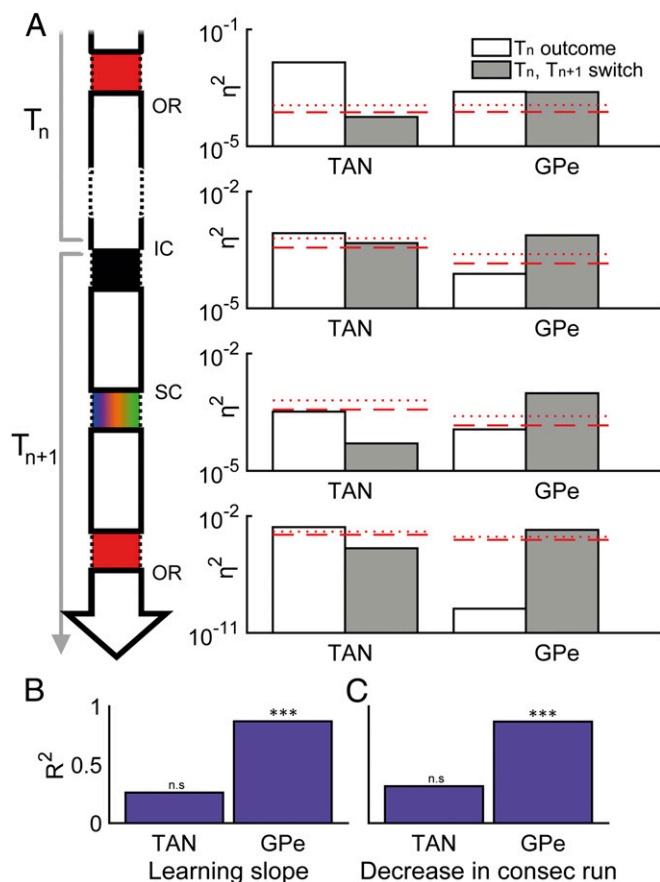 A
Tn
OR
IC
SC
Tn+1
OR
Tn outcome
Tn, Tn+1 switch
10-1
η2
10-5
TAN GPe
10-2
η2
10-5
TAN GPe
10-2
η2
10-5
TAN GPe
10-2
η2
10-11
TAN GPe
B
R2
1
0.5
0
n.s
***
TAN GPe
Learning slope
C
n.s
***
TAN GPe
Decrease in consec run